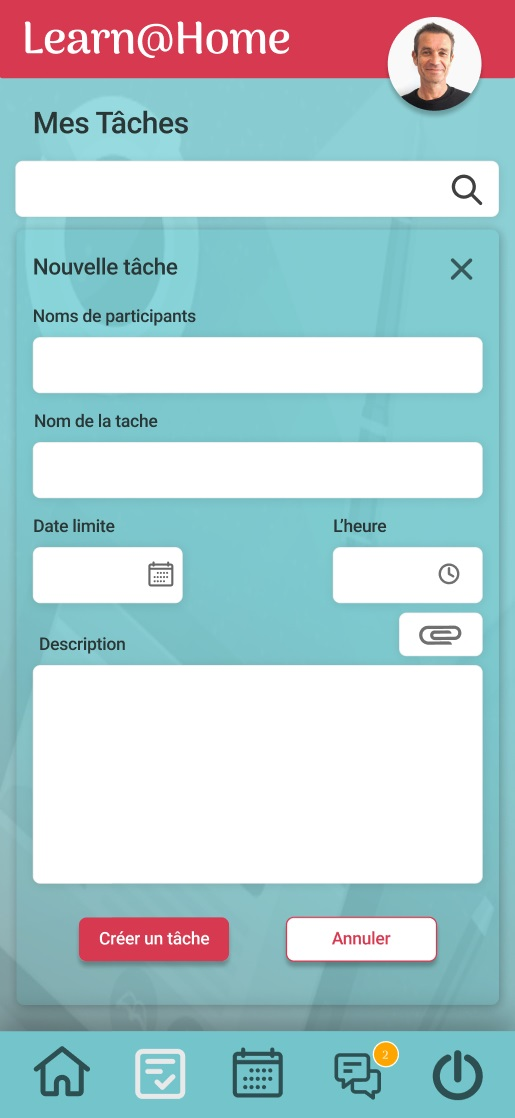 Learn@Home
Mes Tâches
Nouvelle tâche
Noms de participants
Nom de la tache
Date limite
L'heure
Description
Créer un tâche
Annuler
2